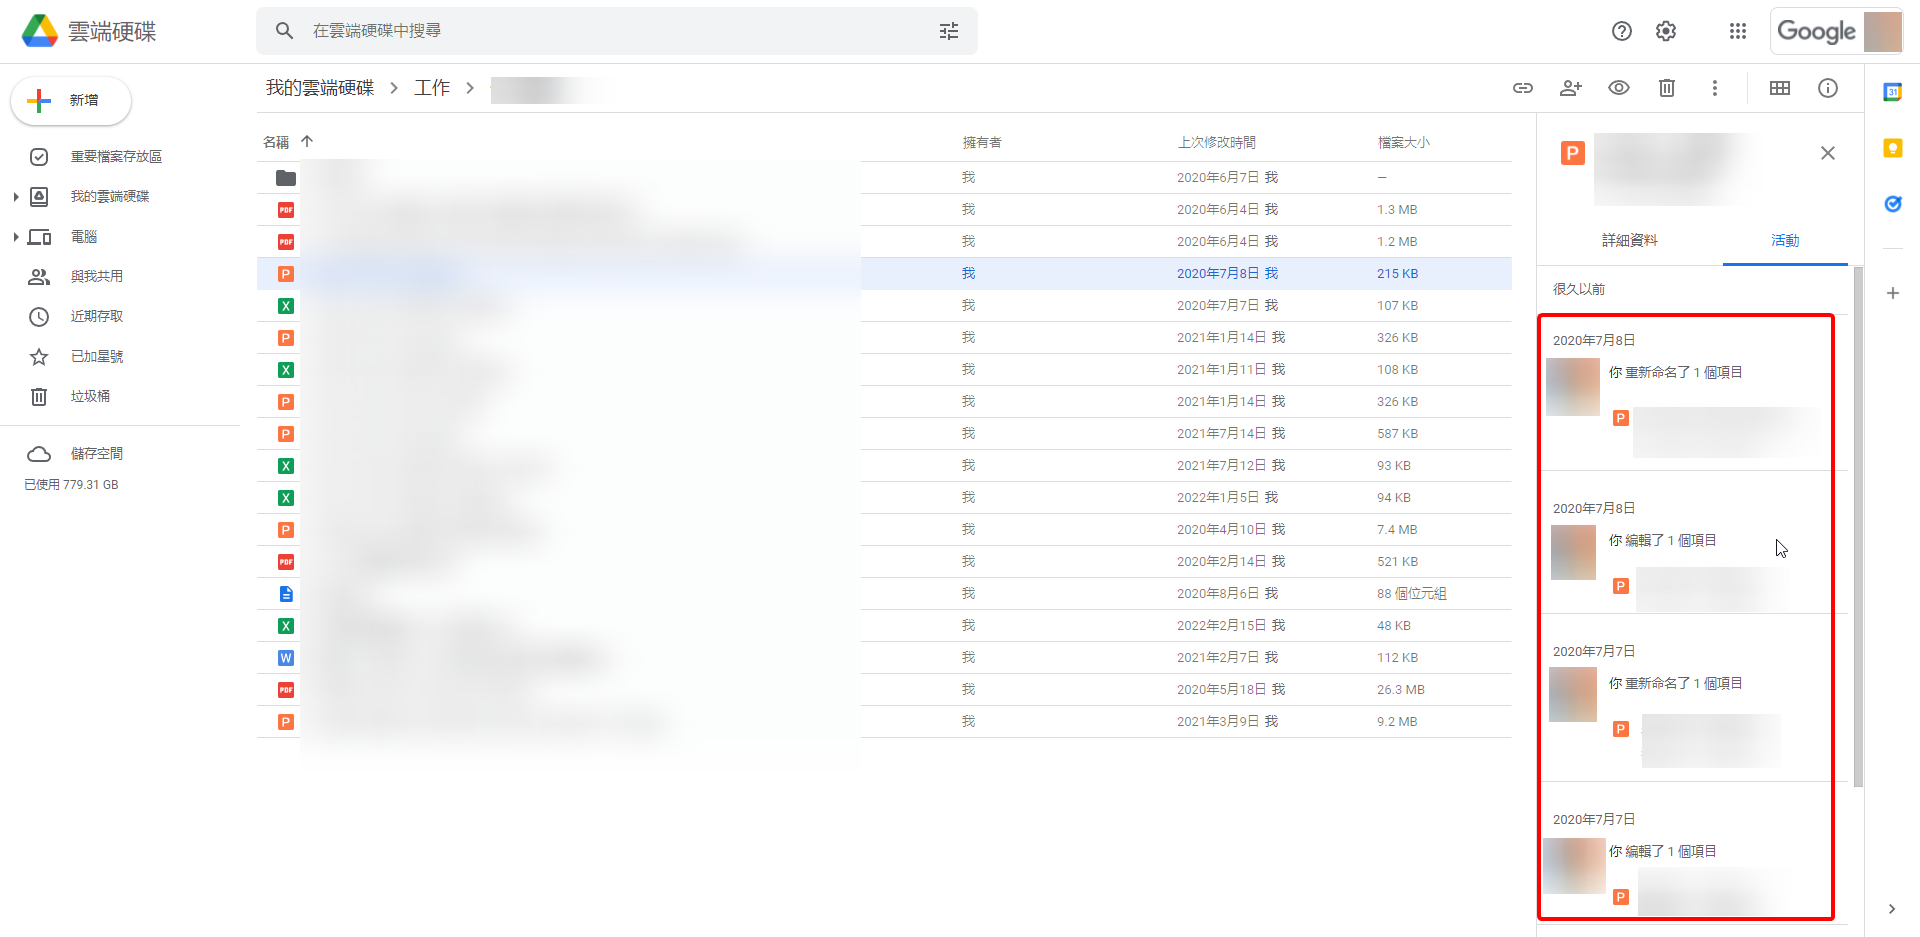 雲端硬碟
在雲端硬碟中搜尋
Google
新增
重要檔案存放區
我的雲端硬碟
電腦
與我共用
近期存取
已加星號
垃圾桶
儲存空間
已使用 779.31 GB
我的雲端硬碟 > 工作 >
名稱 擁有者 上次修改時間 檔案大小
我 2020年6月7日 我 —
PDF 我 2020年6月4日 我 1.3 MB
PDF 我 2020年6月4日 我 1.2 MB
P 我 2020年7月8日 我 215 KB
X 我 2020年7月7日 我 107 KB
P 我 2021年1月14日 我 326 KB
X 我 2021年1月11日 我 108 KB
P 我 2021年1月14日 我 326 KB
P 我 2021年7月14日 我 587 KB
X 我 2021年7月12日 我 93 KB
X 我 2022年1月5日 我 94 KB
P 我 2020年4月10日 我 7.4 MB
PDF 我 2020年2月14日 我 521 KB
我 2020年8月6日 我 88 個位元組
X 我 2022年2月15日 我 48 KB
W 我 2021年2月7日 我 112 KB
PDF 我 2020年5月18日 我 26.3 MB
P 我 2021年3月9日 我 9.2 MB
P
詳細資料 活動
很久以前
2020年7月8日
你 重新命名了 1 個項目
P
2020年7月8日
你 編輯了 1 個項目
P
2020年7月7日
你 重新命名了 1 個項目
P
2020年7月7日
你 編輯了 1 個項目
P
31